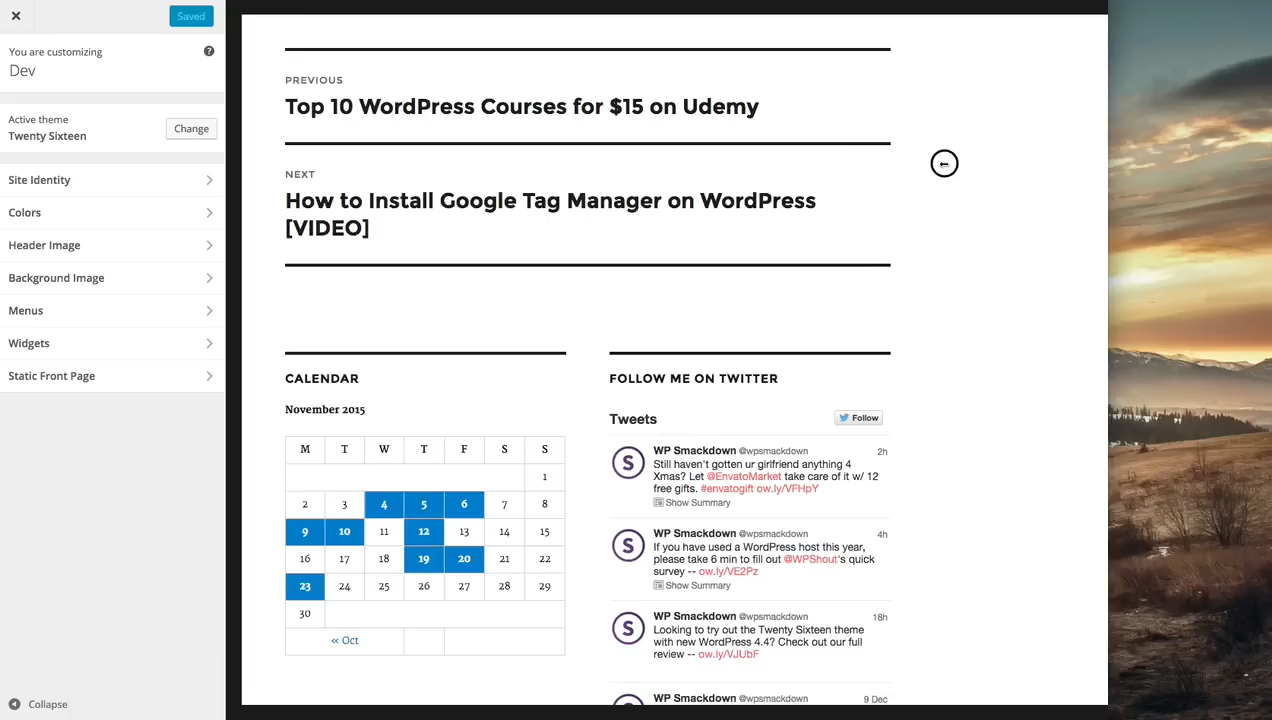 Saved
You are customizing
Dev
Active theme
Twenty Sixteen
Change
Site Identity
Colors
Header Image
Background Image
Menus
Widgets
Static Front Page
Collapse
PREVIOUS
Top 10 WordPress Courses for $15 on Udemy
NEXT
How to Install Google Tag Manager on WordPress
[VIDEO]
CALENDAR
November 2015
M T W T F S S
1
2 3 4 5 6 7 8
9 10 11 12 13 14 15
16 17 18 19 20 21 22
23 24 25 26 27 28 29
30
« Oct
FOLLOW ME ON TWITTER
Tweets
Follow
S
WP Smackdown @wpsmackdown 2h
Still haven't gotten ur girlfriend anything 4
Xmas? Let @EnvatoMarket take care of it w/ 12
free gifts. #envatogift ow.ly/VFHpY
Show Summary
S
WP Smackdown @wpsmackdown 4h
If you have used a WordPress host this year,
please take 6 min to fill out @WPShout's quick
survey -- ow.ly/VE2Pz
Show Summary
S
WP Smackdown @wpsmackdown 18h
Looking to try out the Twenty Sixteen theme
with new WordPress 4.4? Check out our full
review -- ow.ly/VJUbF
WP Smackdown @wpsmackdown 9 Dec